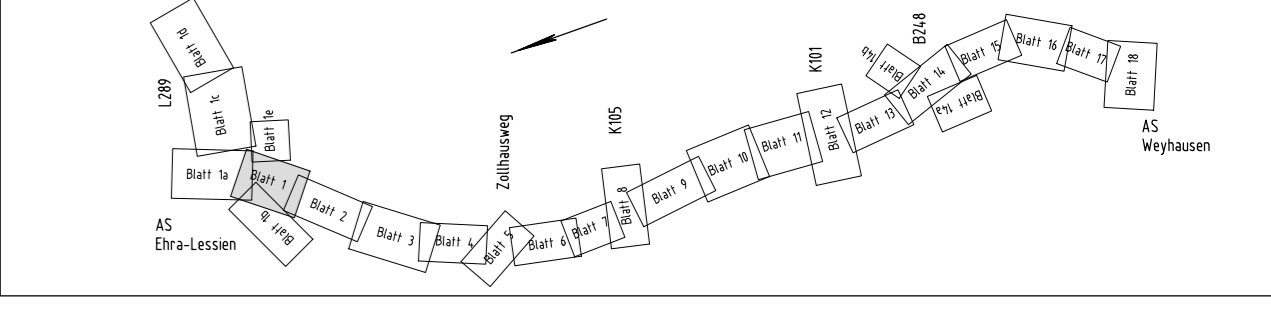 Blatt 1d
L289
Blatt 1c
Blatt 1e
Blatt 1a
Blatt 1
Blatt 1b
AS
Ehra-Lessien
Blatt 2
Blatt 3
Blatt 4
Blatt 5
Zollhausweg
Blatt 6
Blatt 7
Blatt 8
K105
Blatt 9
Blatt 10
Blatt 11
K101
Blatt 12
Blatt 13
Blatt 14b
B248
Blatt 14
Blatt 14a
Blatt 15
Blatt 16
Blatt 17
Blatt 18
AS
Weyhausen